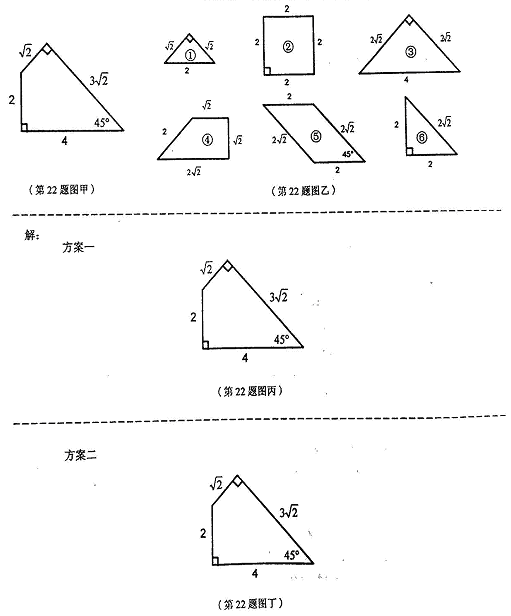 √2 3√2 2 45° 4
√2 √2 ① 2
2 2 ② 2
2√2 2√2 ③ 4
√2 2 ④ √2 2√2
2 2√2 ⑤ 2√2 45° 2
2 2√2 ⑥ 2
(第22题图甲) (第22题图乙)
解:
方案一
√2 3√2 2 45° 4
(第22题图丙)
方案二
√2 3√2 2 45° 4
(第22题图丁)